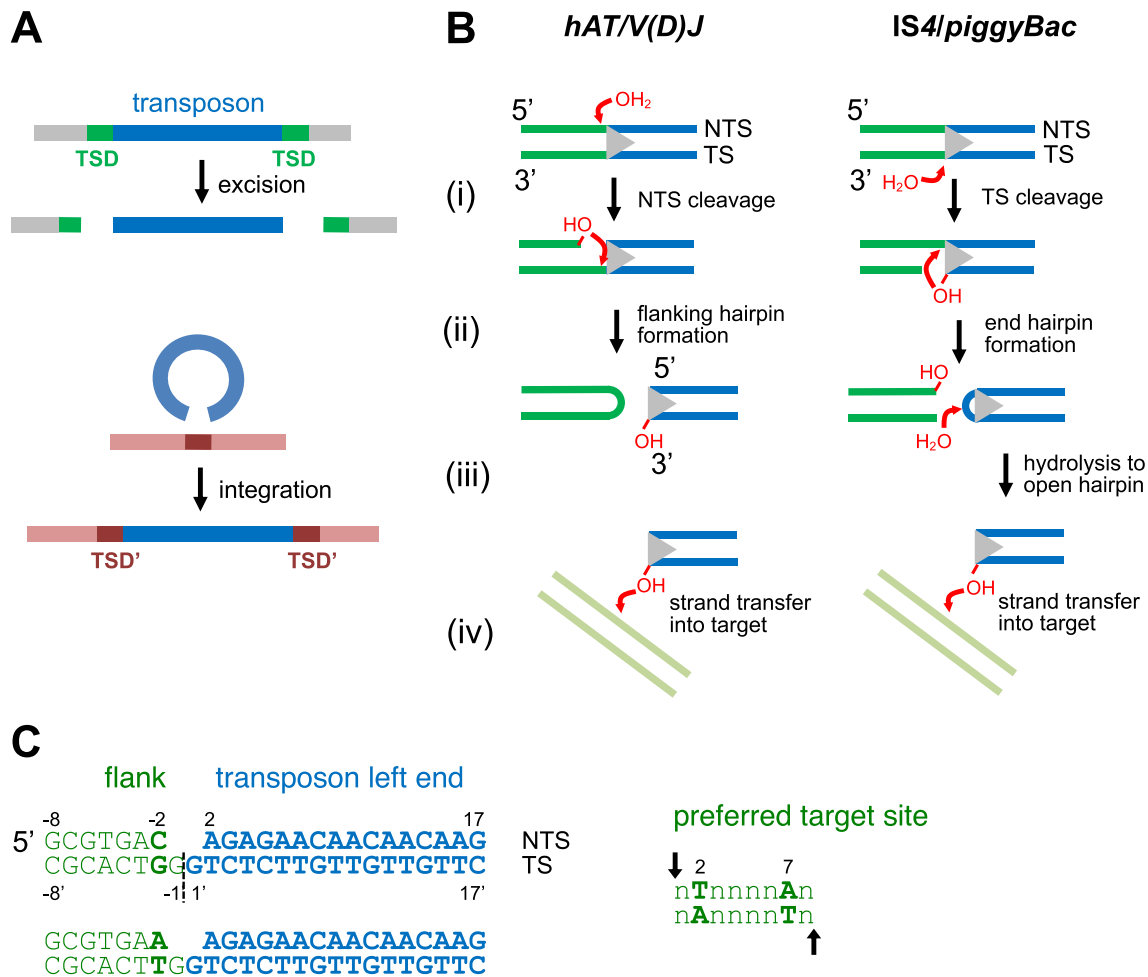 A
transposon
TSD
TSD
excision
integration
TSD'
TSD'
B
hAT/V(D)J
IS4/piggyBac
5'
OH2
NTS
TS
3'
5'
NTS
TS
3'
H2O
(i)
NTS cleavage
TS cleavage
HO
OH
(ii)
flanking hairpin
formation
end hairpin
formation
5'
OH
3'
HO
H2O
(iii)
hydrolysis to
open hairpin
OH
strand transfer
into target
OH
strand transfer
into target
(iv)
C
flank
transposon left end
-8
-2
2
17
5'
GCGTGAC
AGAGAACAACAACAAG
NTS
CGCACTGGGTCTCTTGTTGTTGTTC
TS
-8'
-1
1'
17'
GCGTGAA
AGAGAACAACAACAAG
CGCACTTGGTCTCTTGTTGTTGTTC
preferred target site
2
7
nTnnnnAn
nAnnnnTn